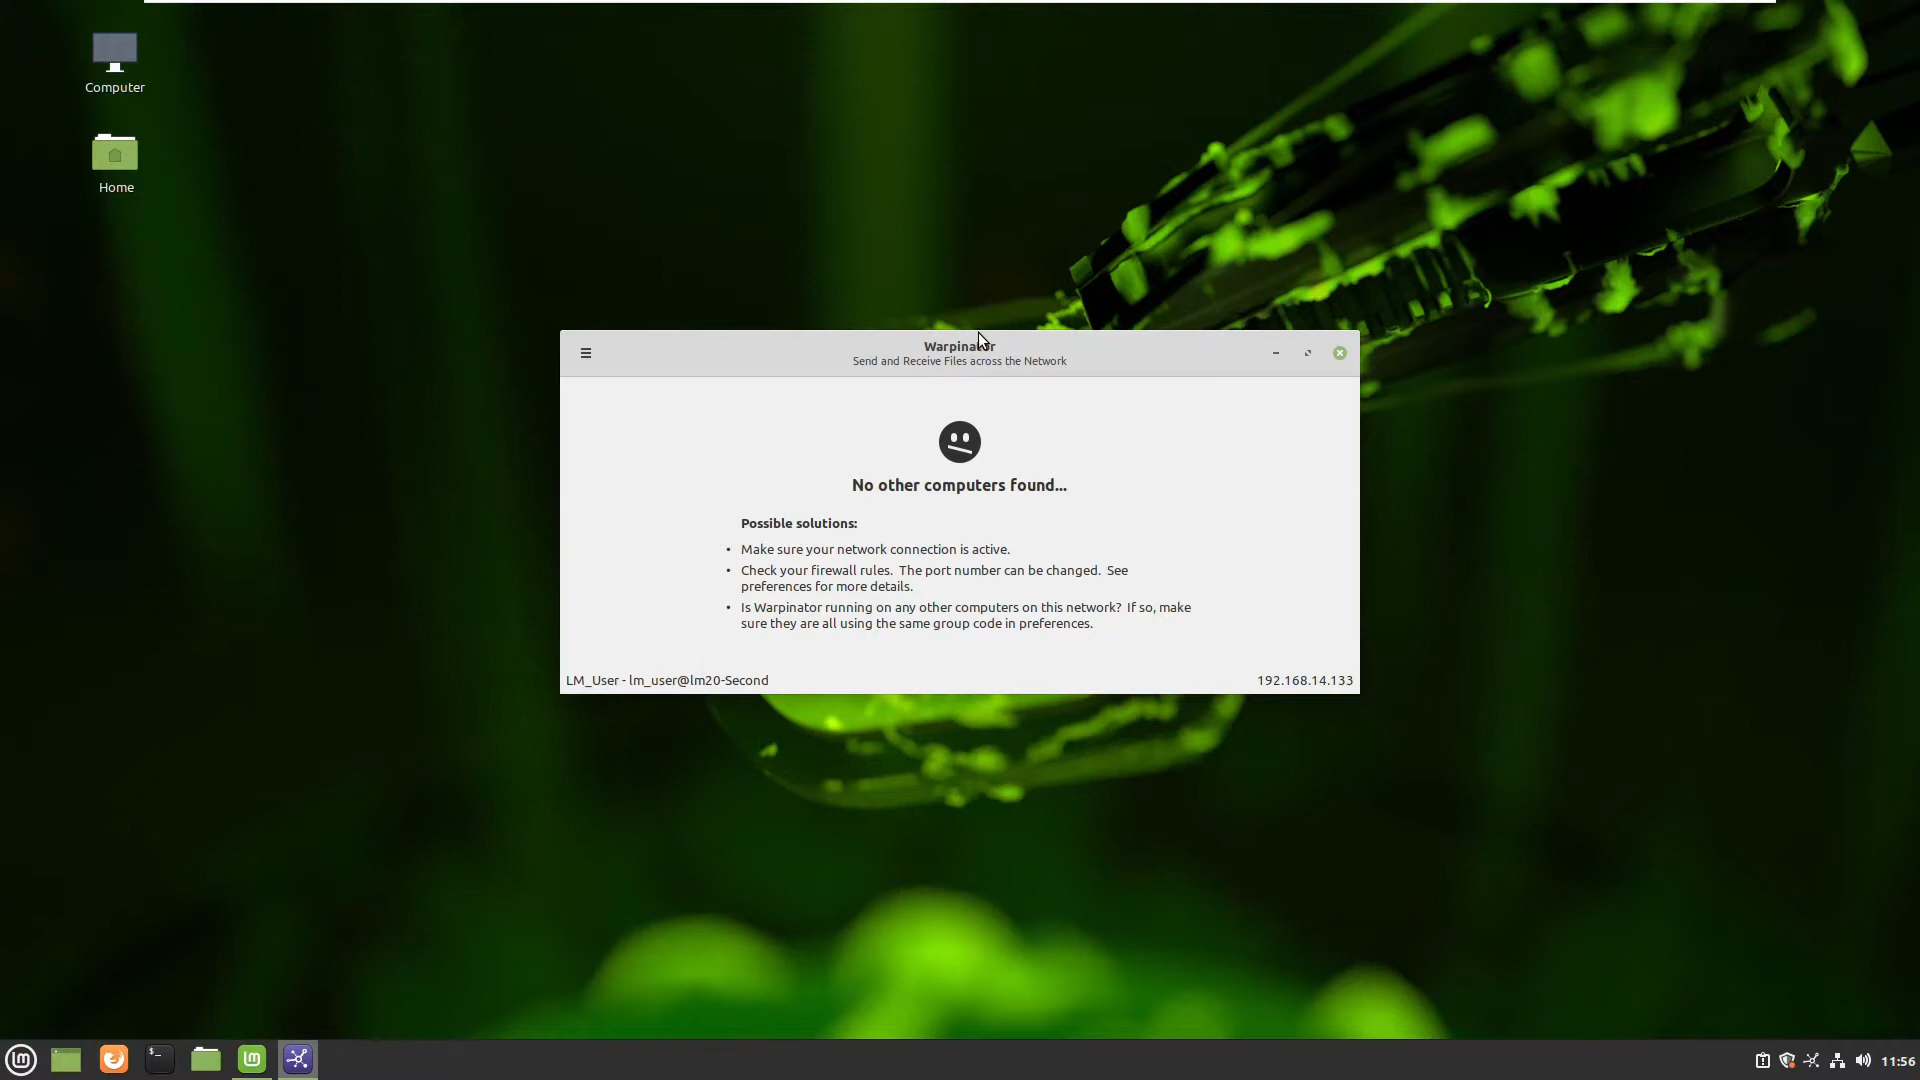 Computer
Home
Warpinator
Send and Receive Files across the Network
No other computers found...
Possible solutions:
• Make sure your network connection is active.
• Check your firewall rules.  The port number can be changed.  See
preferences for more details.
• Is Warpinator running on any other computers on this network?  If so, make
sure they are all using the same group code in preferences.
LM_User - lm_user@lm20-Second
192.168.14.133
11:56